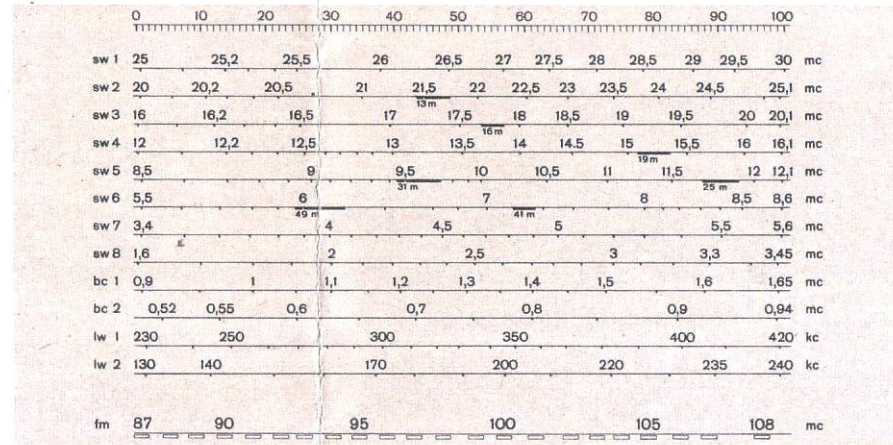 0 10 20 30 40 50 60 70 80 90 100
sw 1 25 25,2 25,5 26 26,5 27 27,5 28 28,5 29 29,5 30 mc
sw 2 20 20,2 20,5 21 21,5 22 22,5 23 23,5 24 24,5 25,1 mc
13 m
sw 3 16 16,2 16,5 17 17,5 18 18,5 19 19,5 20 20,1 mc
16 m
sw 4 12 12,2 12,5 13 13,5 14 14.5 15 15,5 16 16,1 mc
19 m
sw 5 8,5 9 9,5 10 10,5 11 11,5 12 12,1 mc
31 m 25 m
sw 6 5,5 6 7 8 8,5 8,6 mc
49 m 41 m
sw 7 3,4 4 4,5 5 5,5 5,6 mc
sw 8 1,6 2 2,5 3 3,3 3,45 mc
bc 1 0,9 1 1,1 1,2 1,3 1,4 1,5 1,6 1,65 mc
bc 2 0,52 0,55 0,6 0,7 0,8 0,9 0,94 mc
lw 1 230 250 300 350 400 420 kc
lw 2 130 140 170 200 220 235 240 kc
fm 87 90 95 100 105 108 mc